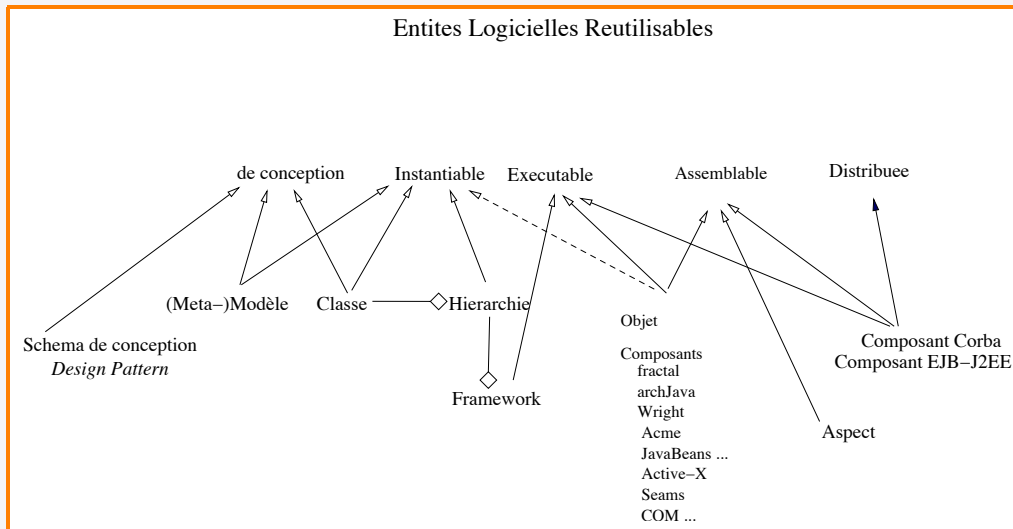 Entites Logicielles Reutilisables
de conception
Instantiable
Executable
Assemblable
Distribuee
(Meta−)Modèle
Classe
Hierarchie
Objet
Schema de conception
Design Pattern
Composant Corba
Composant EJB−J2EE
Composants
fractal
archJava
Wright
Acme
JavaBeans ...
Active−X
Seams
COM ...
Framework
Aspect